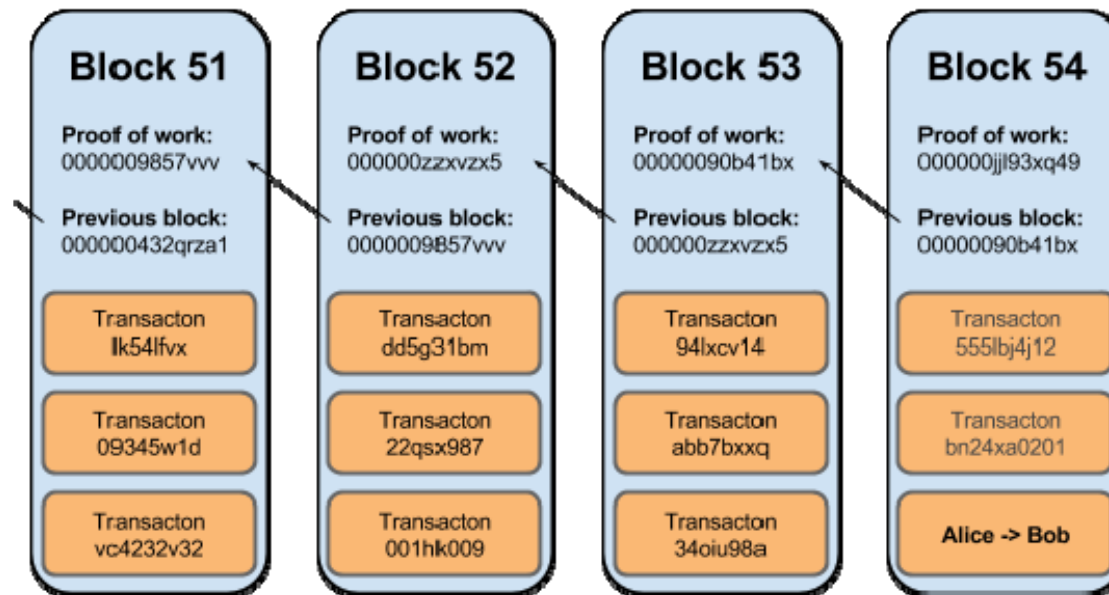 Block 51
Proof of work:
0000009857vvv
Previous block:
000000432qrza1
Transacton
lk54lfvx
Transacton
09345w1d
Transacton
vc4232v32
Block 52
Proof of work:
000000zzxvzx5
Previous block:
0000009857vvv
Transacton
dd5g31bm
Transacton
22qsx987
Transacton
001hk009
Block 53
Proof of work:
00000090b41bx
Previous block:
000000zzxvzx5
Transacton
94lxcv14
Transacton
abb7bxxq
Transacton
34oiu98a
Block 54
Proof of work:
000000jjl93xq49
Previous block:
00000090b41bx
Transacton
555lbj4j12
Transacton
bn24xa0201
Alice -> Bob